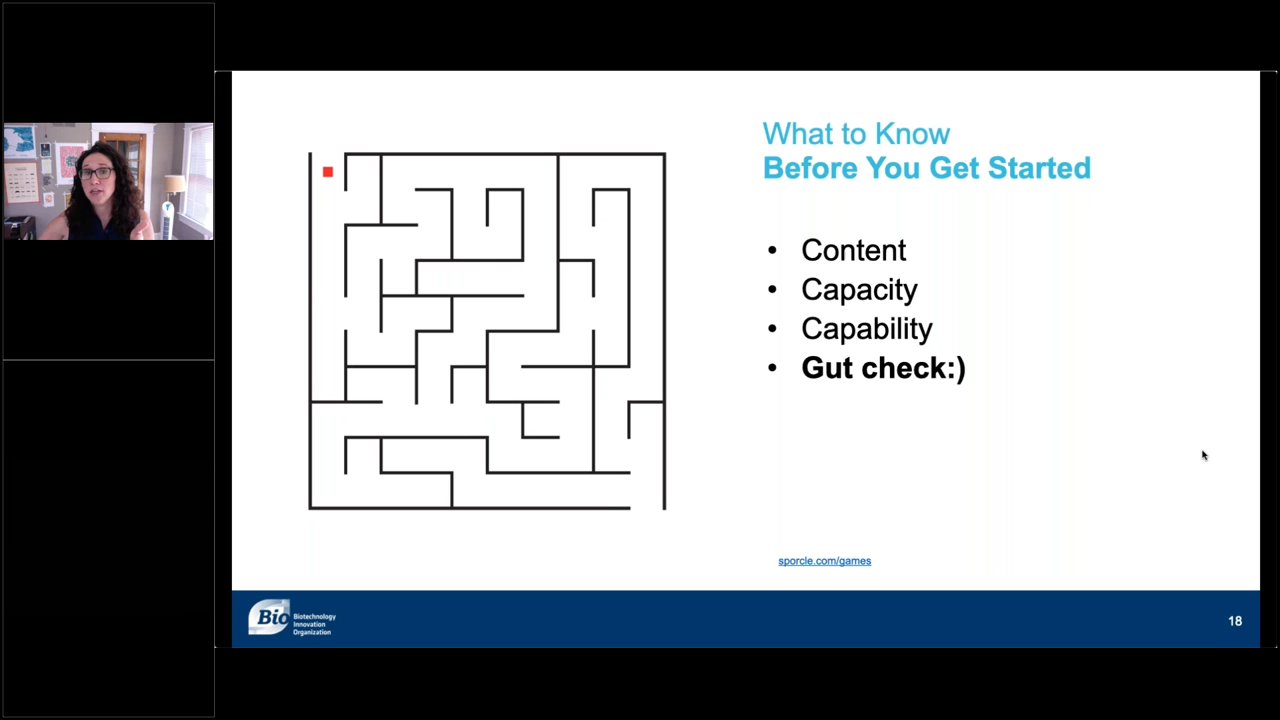 What to Know
Before You Get Started
• Content
• Capacity
• Capability
• Gut check:)
sporcle.com/games
Bio
Biotechnology
Innovation
Organization
18